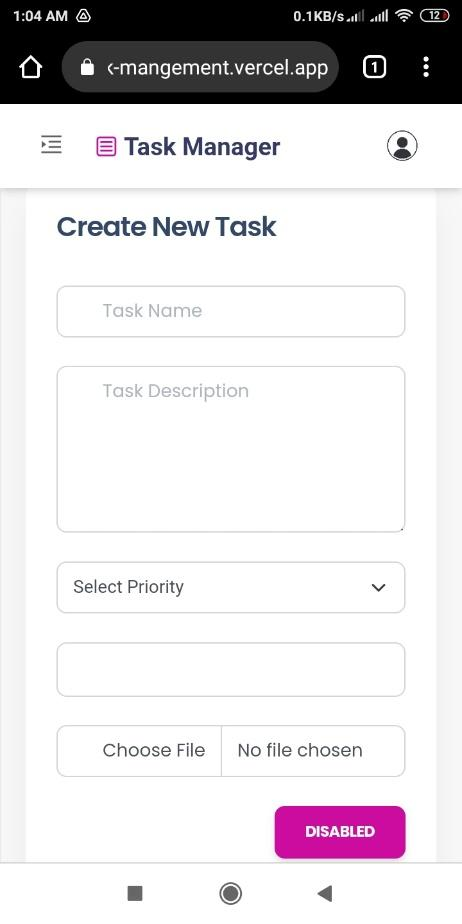 1:04 AM 0.1KB/s 12
‹-mangement.vercel.app 1
Task Manager
Create New Task
Task Name
Task Description
Select Priority
Choose File No file chosen
DISABLED